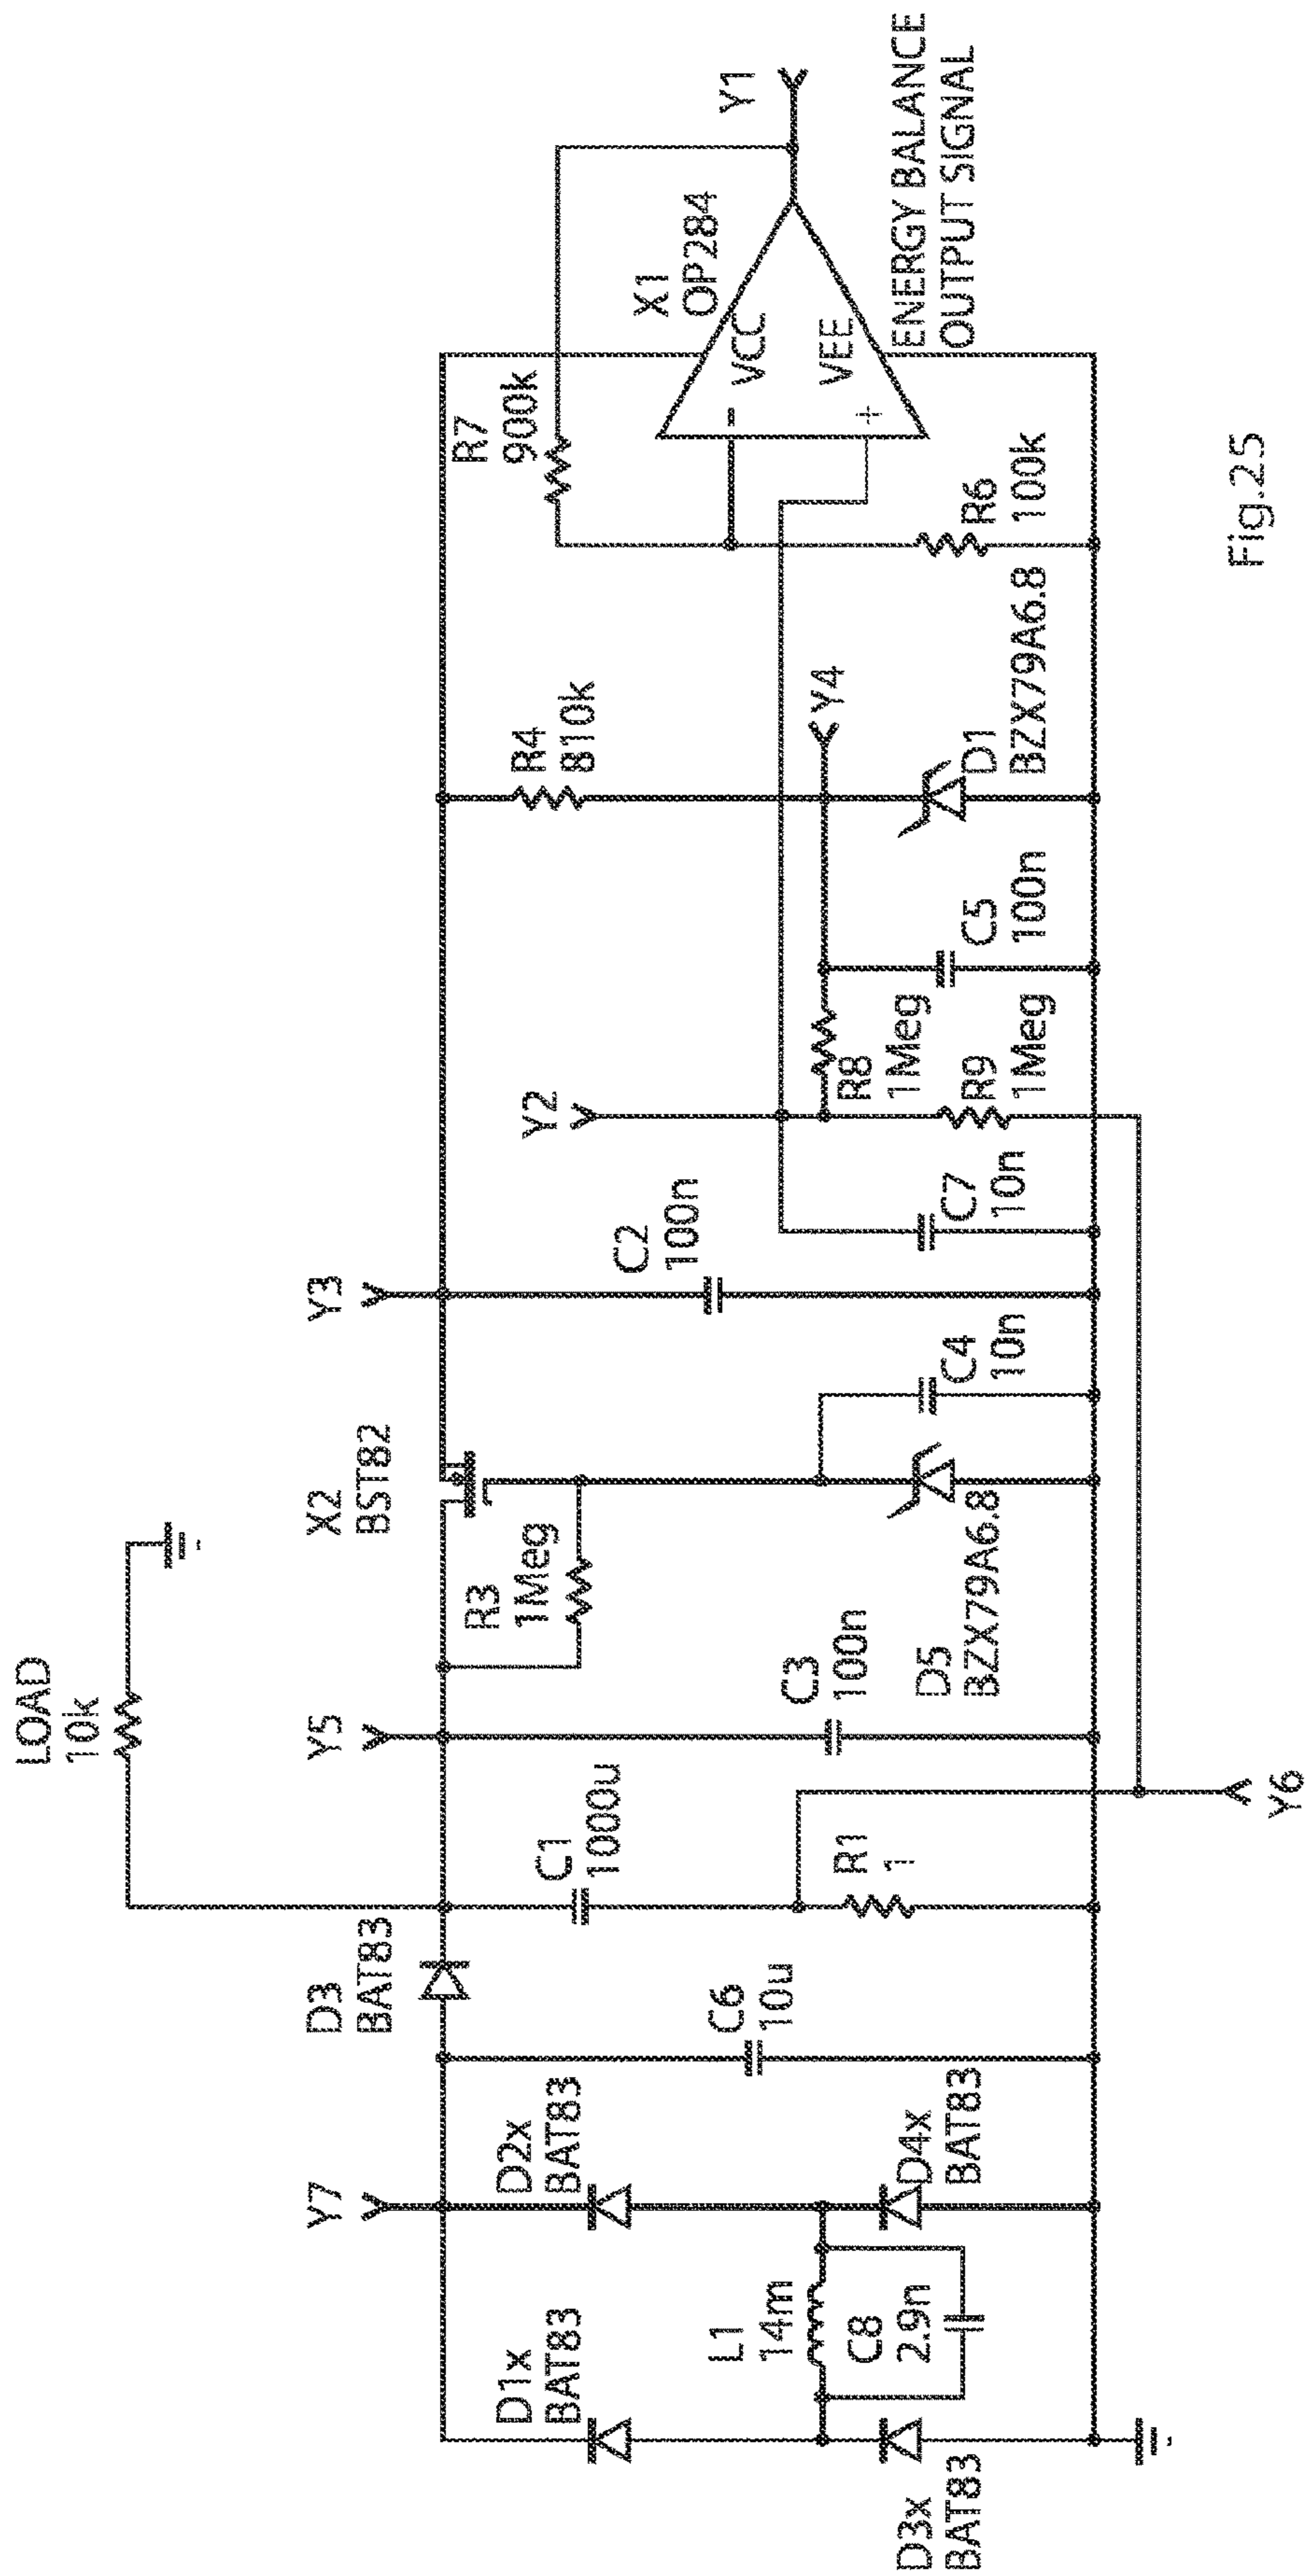 LOAD
10k
D3
BAT83
Y7
Y5
X2
BST82
Y3
D1x
BAT83
D2x
BAT83
C6
10u
C1
1000u
R3
1Meg
C2
100n
Y2
R4
810k
R7
900k
X1
OP284
Y1
L1
14m
C8
2.9n
D3x
BAT83
D4x
BAT83
R1
1
C3
100n
D5
BZX79A6.8
C4
10n
C7
10n
R8
1Meg
R9
1Meg
C5
100n
Y4
D1
BZX79A6.8
R6
100k
-
VCC
VEE
+
ENERGY BALANCE
OUTPUT SIGNAL
Y6
Fig.25